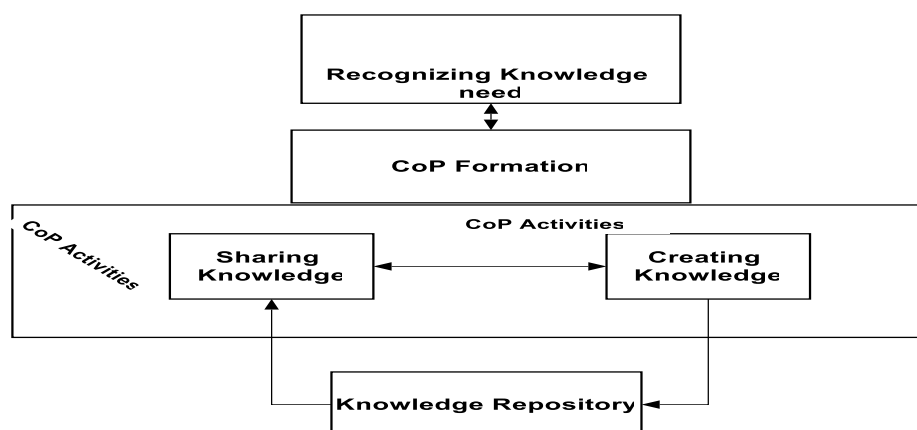 Recognizing Knowledge
need
CoP Formation
CoP Activities
CoP Activities
Sharing
Knowledge
Creating
Knowledge
Knowledge Repository